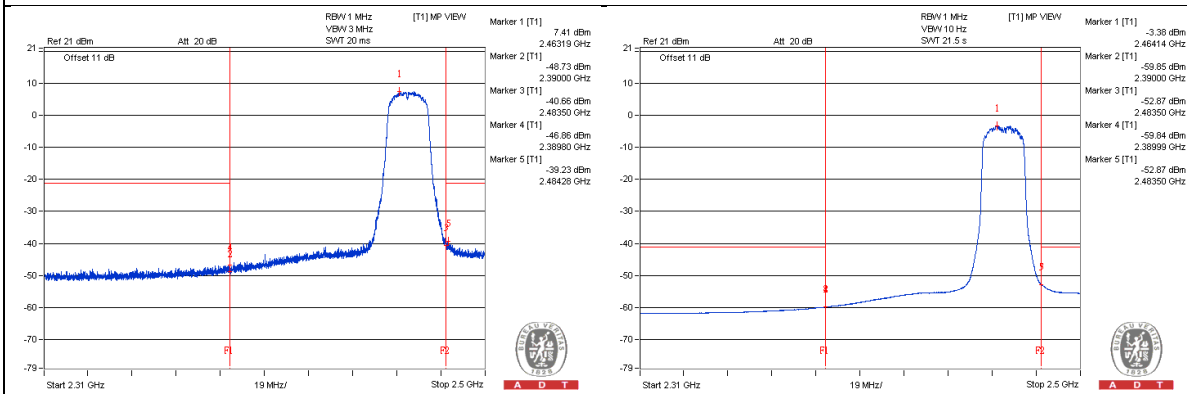 RBW 1 MHz
VBW 3 MHz
SWT 20 ms
[T1] MP VIEW
Ref 21 dBm
Att 20 dB
Offset 11 dB
21
10
0
-10
-20
-30
-40
-50
-60
-70
-79
1
4
2
5
F1
F2
Start 2.31 GHz
19 MHz/
Stop 2.5 GHz
Marker 1 [T1]
7.41 dBm
2.46319 GHz
Marker 2 [T1]
-48.73 dBm
2.39000 GHz
Marker 3 [T1]
-40.66 dBm
2.48350 GHz
Marker 4 [T1]
-46.86 dBm
2.38980 GHz
Marker 5 [T1]
-39.23 dBm
2.48428 GHz
BUREAU VERITAS
1828
A D T
RBW 1 MHz
VBW 10 Hz
SWT 21.5 s
[T1] MP VIEW
Ref 21 dBm
Att 20 dB
Offset 11 dB
21
10
0
-10
-20
-30
-40
-50
-60
-70
-79
1
5
F1
F2
Start 2.31 GHz
19 MHz/
Stop 2.5 GHz
Marker 1 [T1]
-3.38 dBm
2.46414 GHz
Marker 2 [T1]
-59.85 dBm
2.39000 GHz
Marker 3 [T1]
-52.87 dBm
2.48350 GHz
Marker 4 [T1]
-59.84 dBm
2.38999 GHz
Marker 5 [T1]
-52.87 dBm
2.48350 GHz
BUREAU VERITAS
1828
A D T